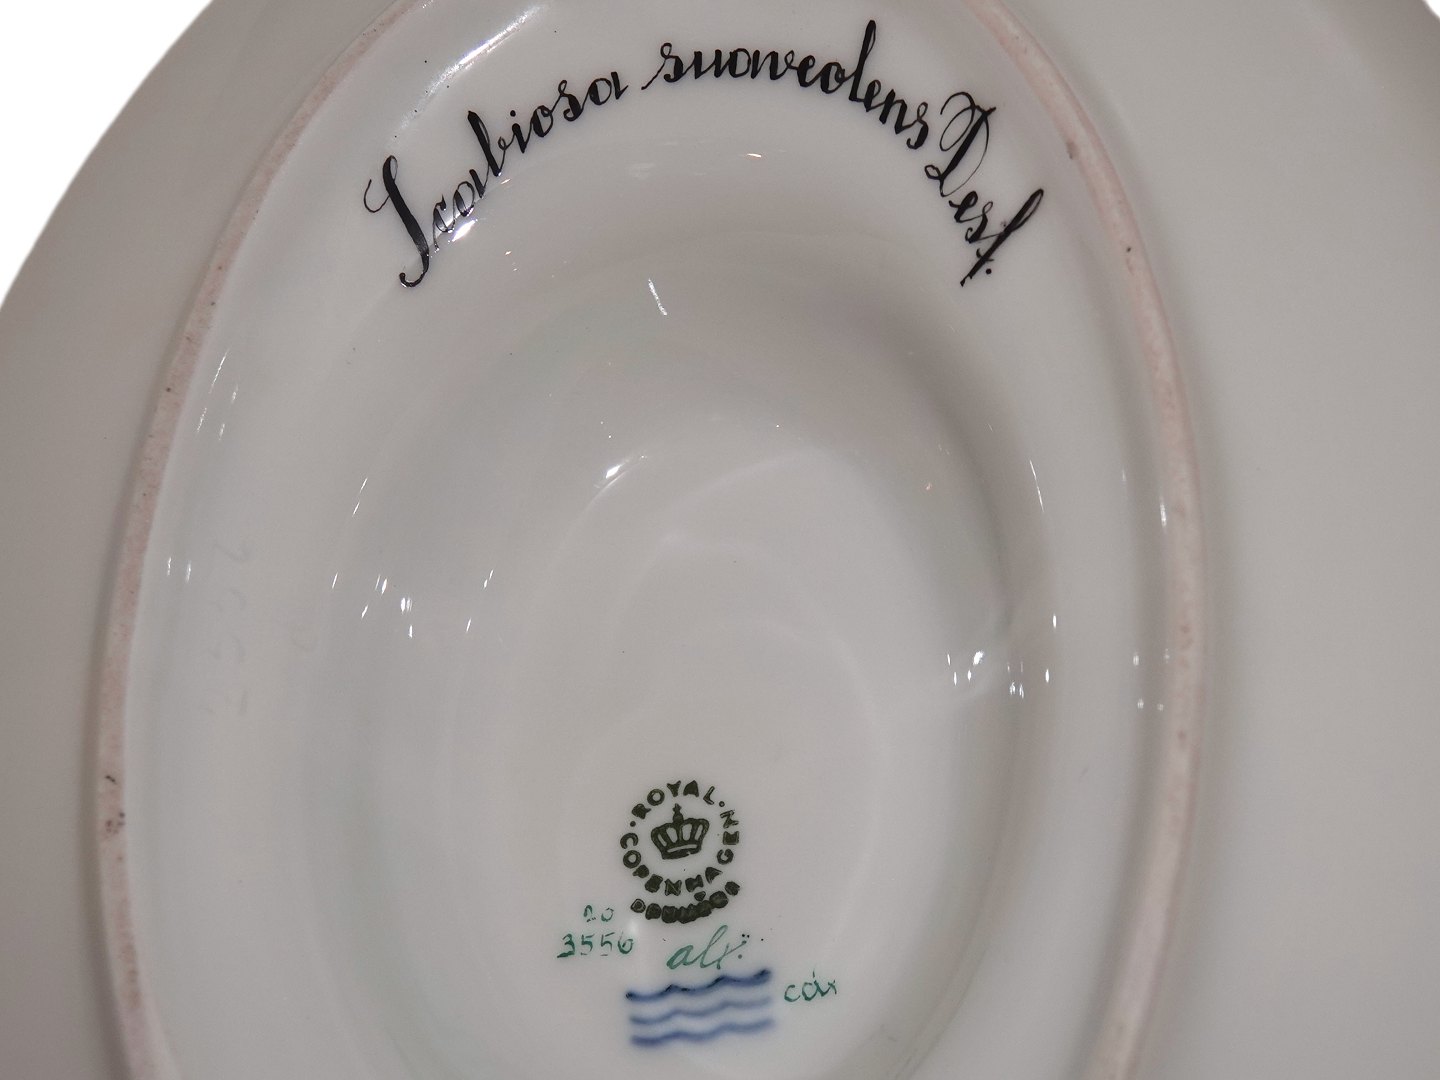 Scabiosa suaveolens Desf.
ROYAL COPENHAGEN
DENMARK
20
3556